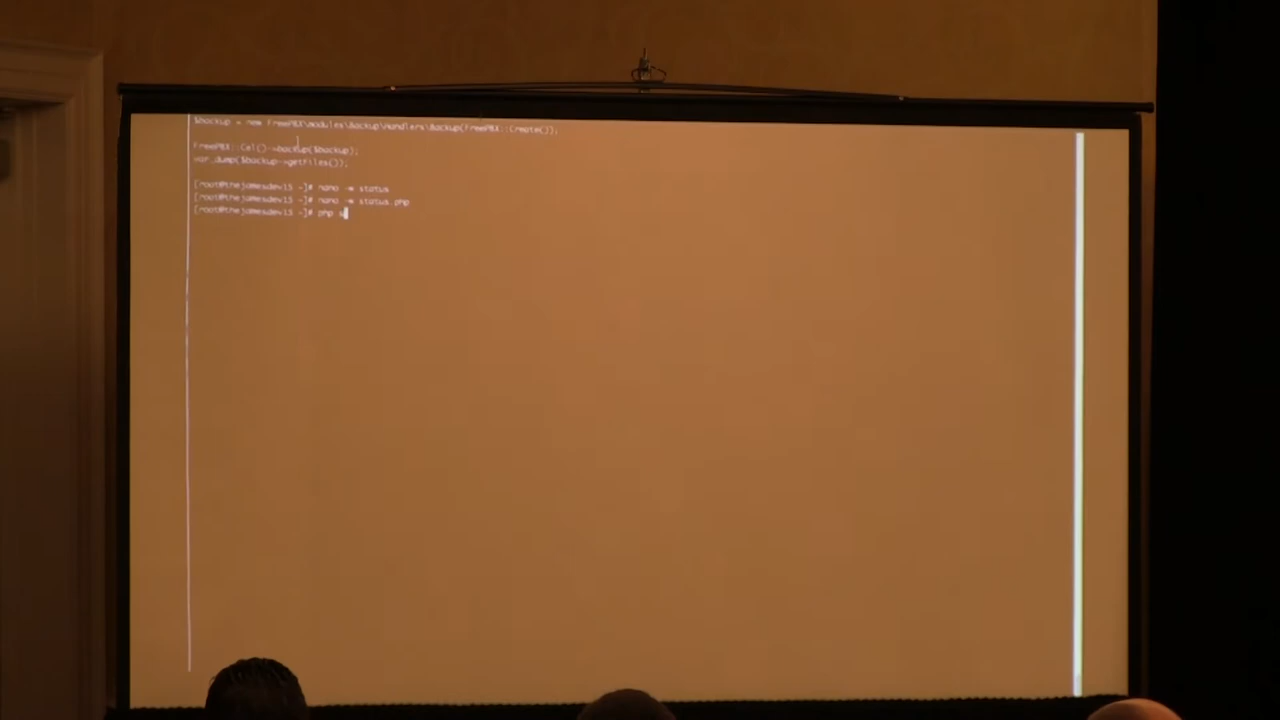 $backup = new FreePBX\modules\Backup\Handlers\Backup(FreePBX::Create());
FreePBX::Cel()->backup($backup);
var_dump($backup->getFiles());
[root@thejamesdev15 ~]# nano -w status
[root@thejamesdev15 ~]# nano -w status.php
[root@thejamesdev15 ~]# php s